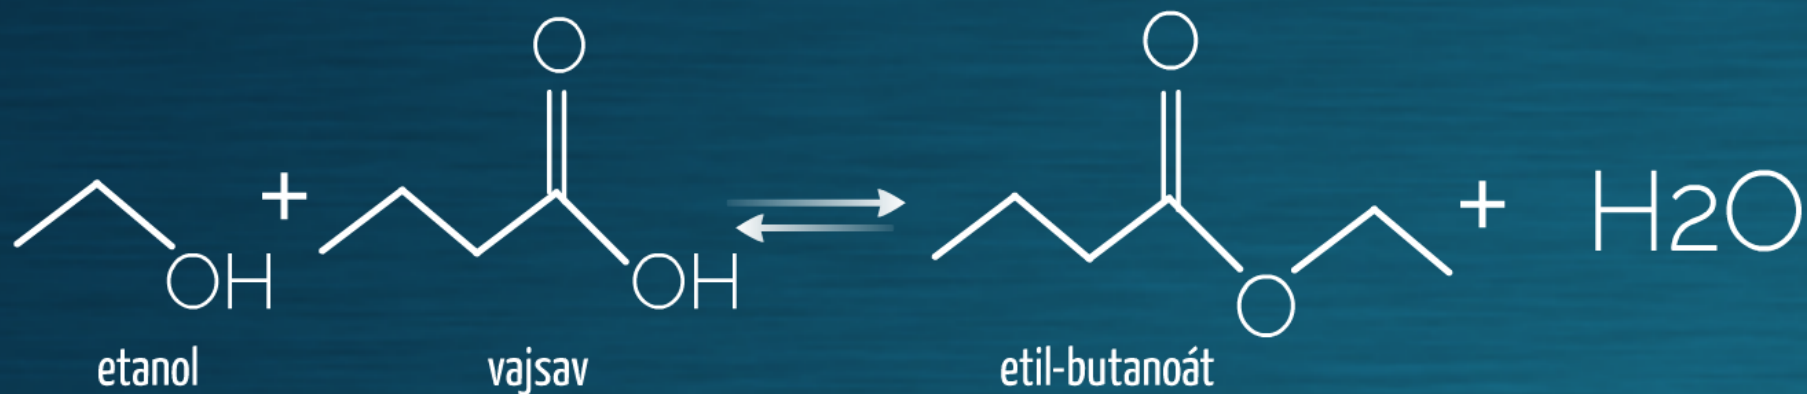 O O
+ + H2O
OH OH O
etanol vajsav etil-butanoát